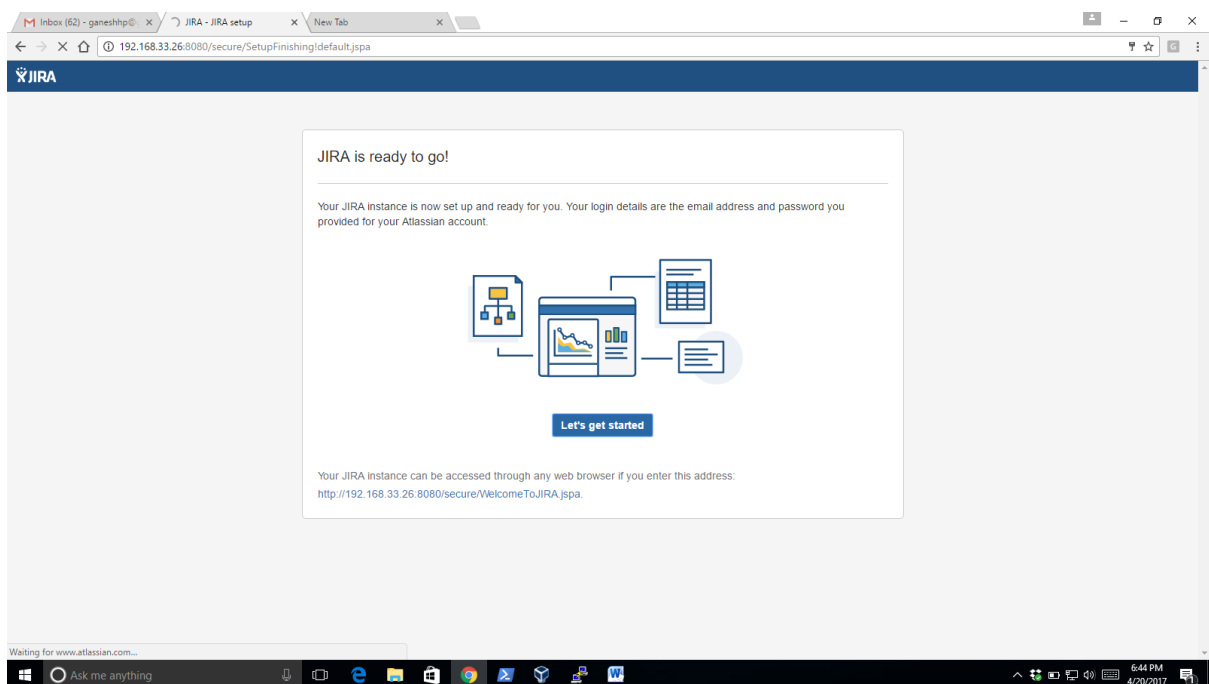 Inbox (62) - ganeshhp@
JIRA - JIRA setup
New Tab
192.168.33.26:8080/secure/SetupFinishing!default.jspa
G
JIRA
JIRA is ready to go!
Your JIRA instance is now set up and ready for you. Your login details are the email address and password you
provided for your Atlassian account.
Let's get started
Your JIRA instance can be accessed through any web browser if you enter this address:
http://192.168.33.26:8080/secure/WelcomeToJIRA.jspa.
Waiting for www.atlassian.com...
Ask me anything
6:44 PM
4/20/2017